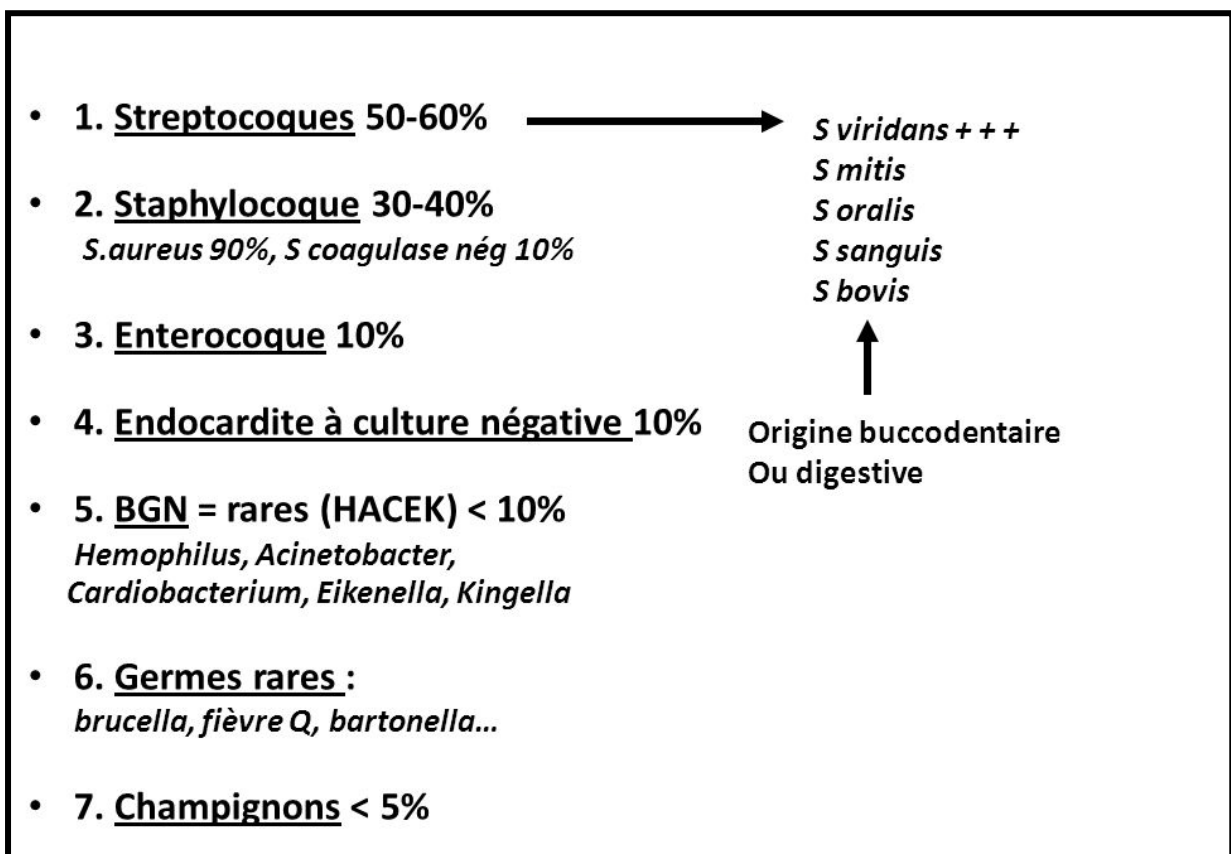 • 1. Streptocoques 50-60%
• 2. Staphylocoque 30-40%
S.aureus 90%, S coagulase nég 10%
• 3. Enterocoque 10%
• 4. Endocardite à culture négative 10%
• 5. BGN = rares (HACEK) < 10%
Hemophilus, Acinetobacter,
Cardiobacterium, Eikenella, Kingella
• 6. Germes rares :
brucella, fièvre Q, bartonella...
• 7. Champignons < 5%
S viridans + + +
S mitis
S oralis
S sanguis
S bovis
Origine buccodentaire
Ou digestive